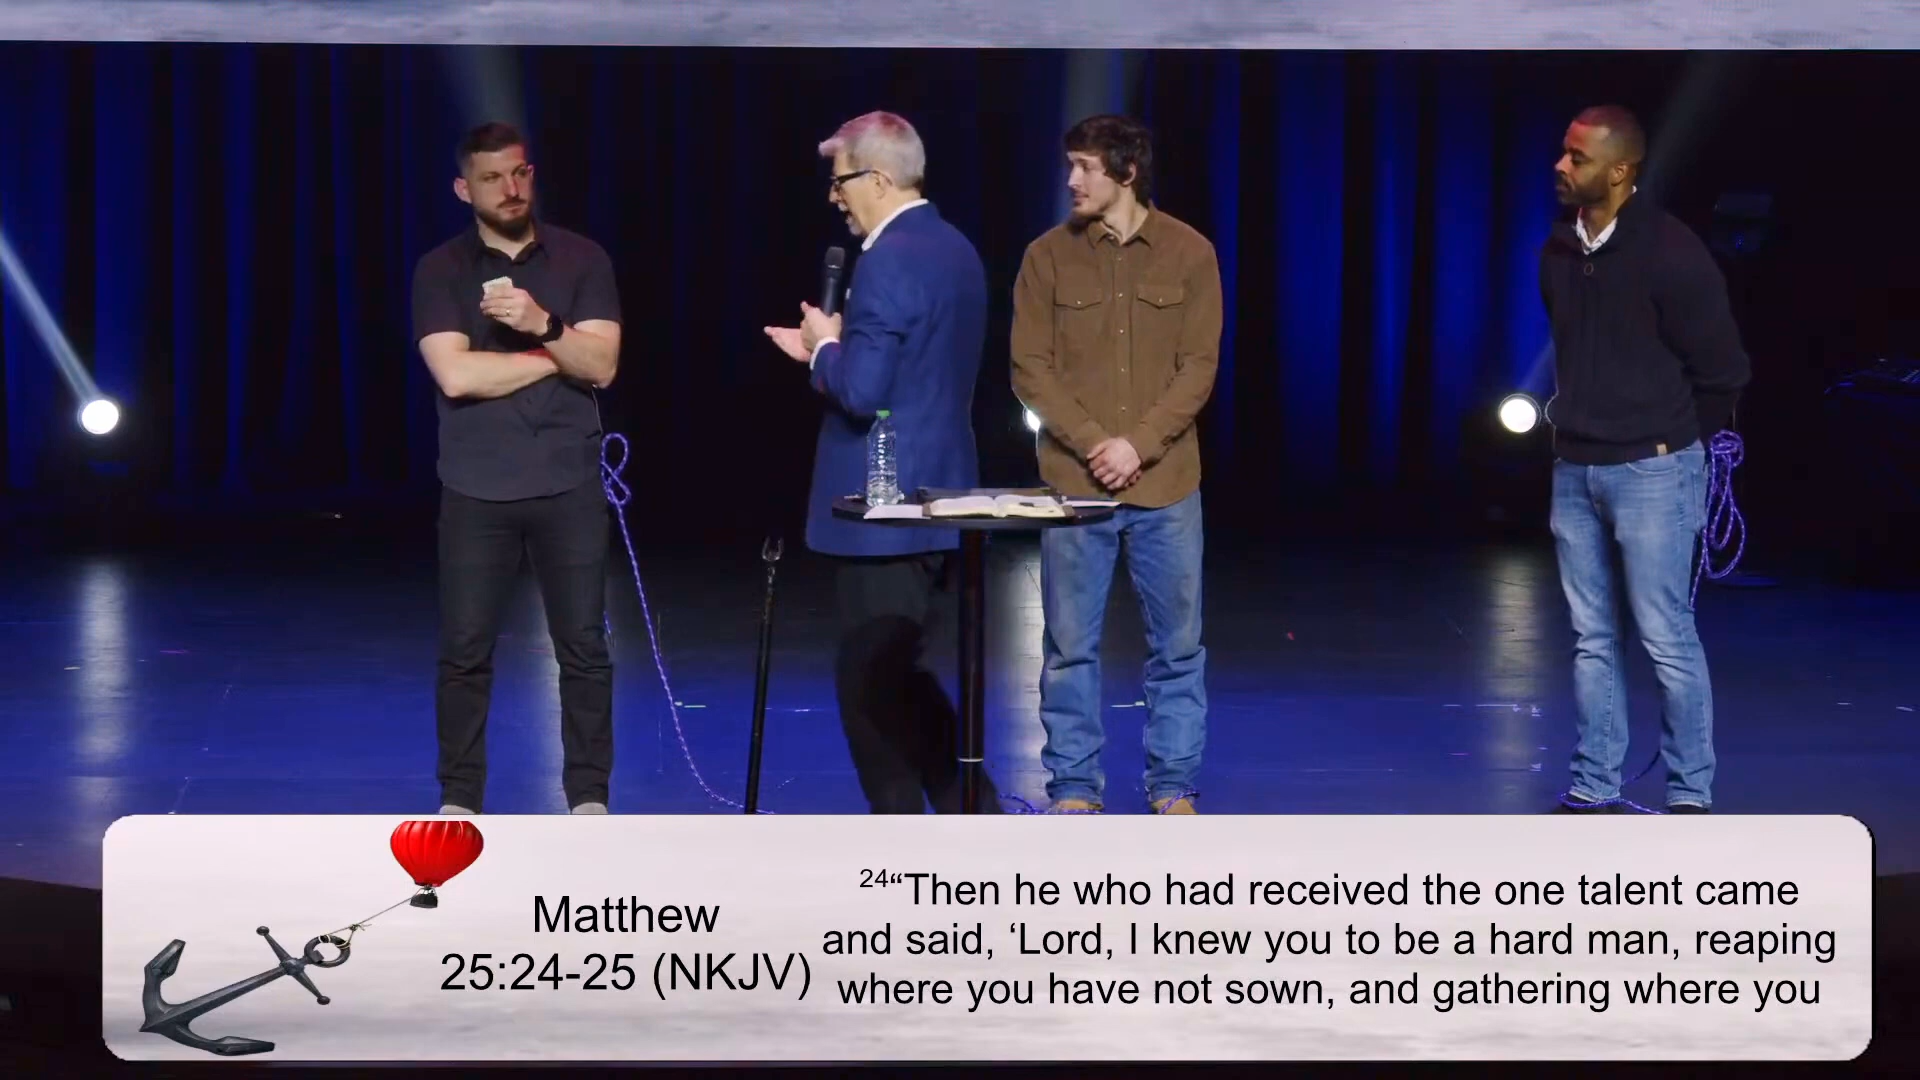 Matthew
25:24-25 (NKJV)
24“Then he who had received the one talent came
and said, ‘Lord, I knew you to be a hard man, reaping
where you have not sown, and gathering where you